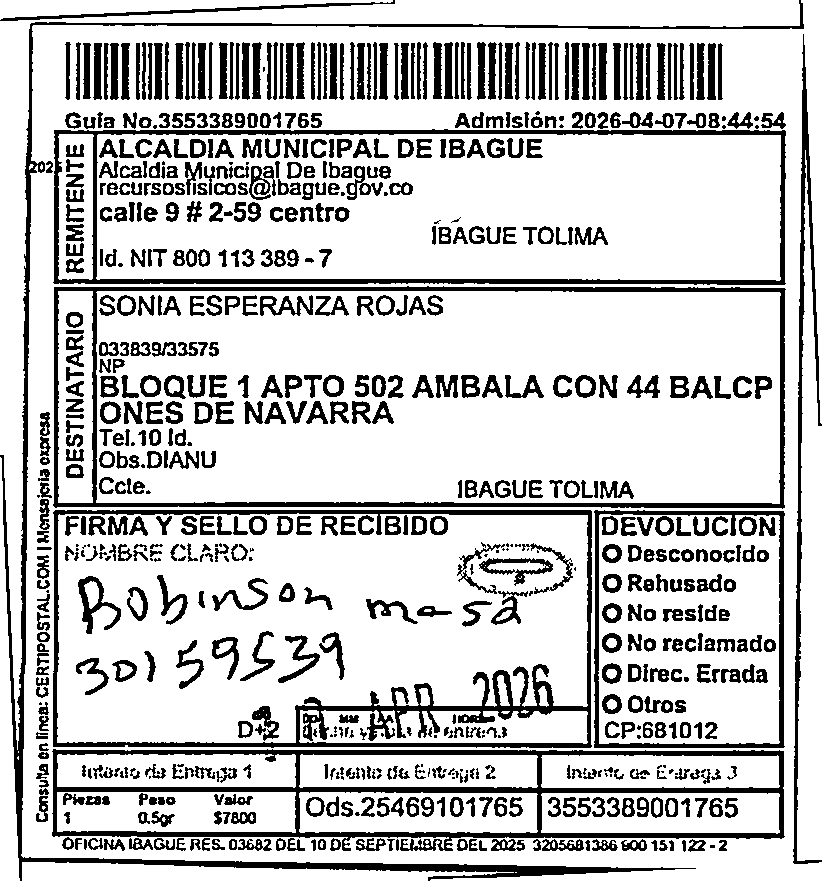 Guía No.3553389001765 Admisión: 2026-04-07-08:44:54
REMITENTE
ALCALDIA MUNICIPAL DE IBAGUE
Alcaldia Municipal De Ibague
recursosfisicos@ibague.gov.co
calle 9 # 2-59 centro
IBAGUE TOLIMA
Id. NIT 800 113 389 - 7
DESTINATARIO
SONIA ESPERANZA ROJAS
033839/33575
NP
BLOQUE 1 APTO 502 AMBALA CON 44 BALCP
ONES DE NAVARRA
Tel.10 Id.
Obs.DIANU
Ccte.
IBAGUE TOLIMA
FIRMA Y SELLO DE RECIBIDO
NOMBRE CLARO:
Robinson masa
30159539
APR 2026
D+2
DEVOLUCION
Desconocido
Rehusado
No reside
No reclamado
Direc. Errada
Otros
CP:681012
Intento de Entrega 1 Intento de Entrega 2 Intento de Entrega 3
Piezas Peso Valor
1 0.5gr $7800
Ods.25469101765 3553389001765
OFICINA IBAGUE RES. 03682 DEL 10 DE SEPTIEMBRE DEL 2025 3205681386 900 151 122 - 2
Consulta en linea: CERTIPOSTAL.COM | Mensajeria expresa